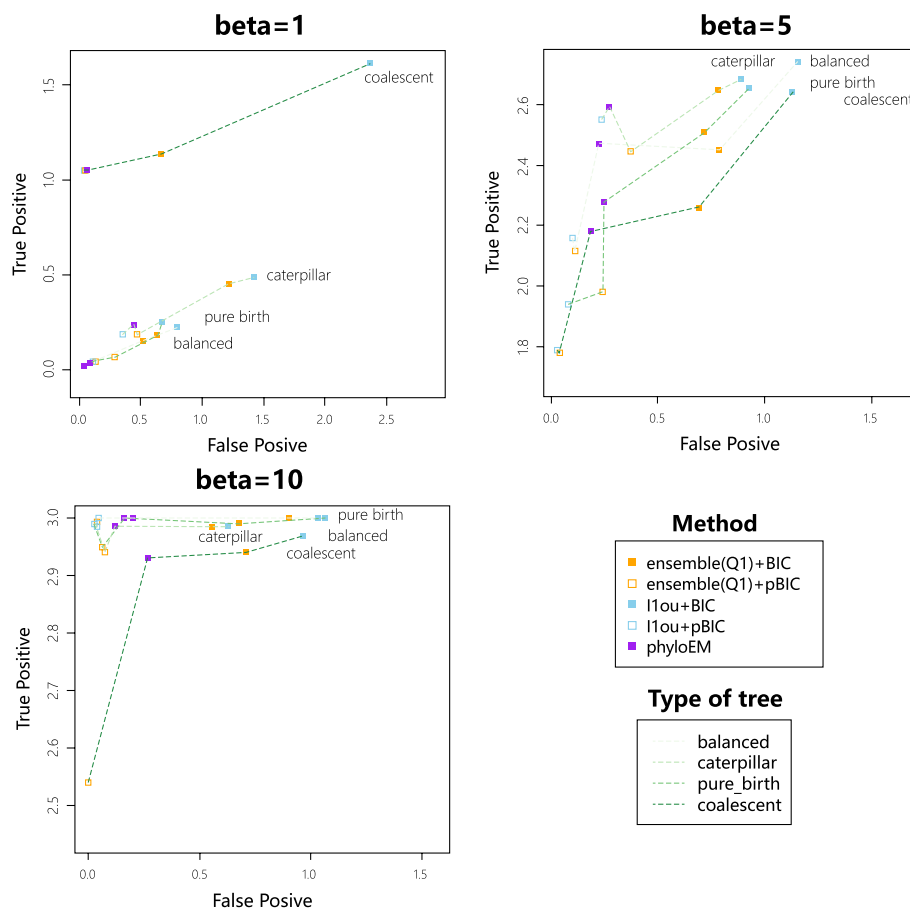 beta=1
True Positive
1.5
1.0
0.5
0.0
coalescent
caterpillar
pure birth
balanced
0.0 0.5 1.0 1.5 2.0 2.5
False Posive
beta=5
True Positive
2.6
2.4
2.2
2.0
1.8
caterpillar
balanced
pure birth
coalescent
0.0 0.5 1.0 1.5
False Posive
beta=10
True Positive
3.0
2.9
2.8
2.7
2.6
2.5
pure birth
caterpillar
balanced
coalescent
0.0 0.5 1.0 1.5
False Posive
Method
ensemble(Q1)+BIC
ensemble(Q1)+pBIC
l1ou+BIC
l1ou+pBIC
phyloEM
Type of tree
balanced
caterpillar
pure_birth
coalescent